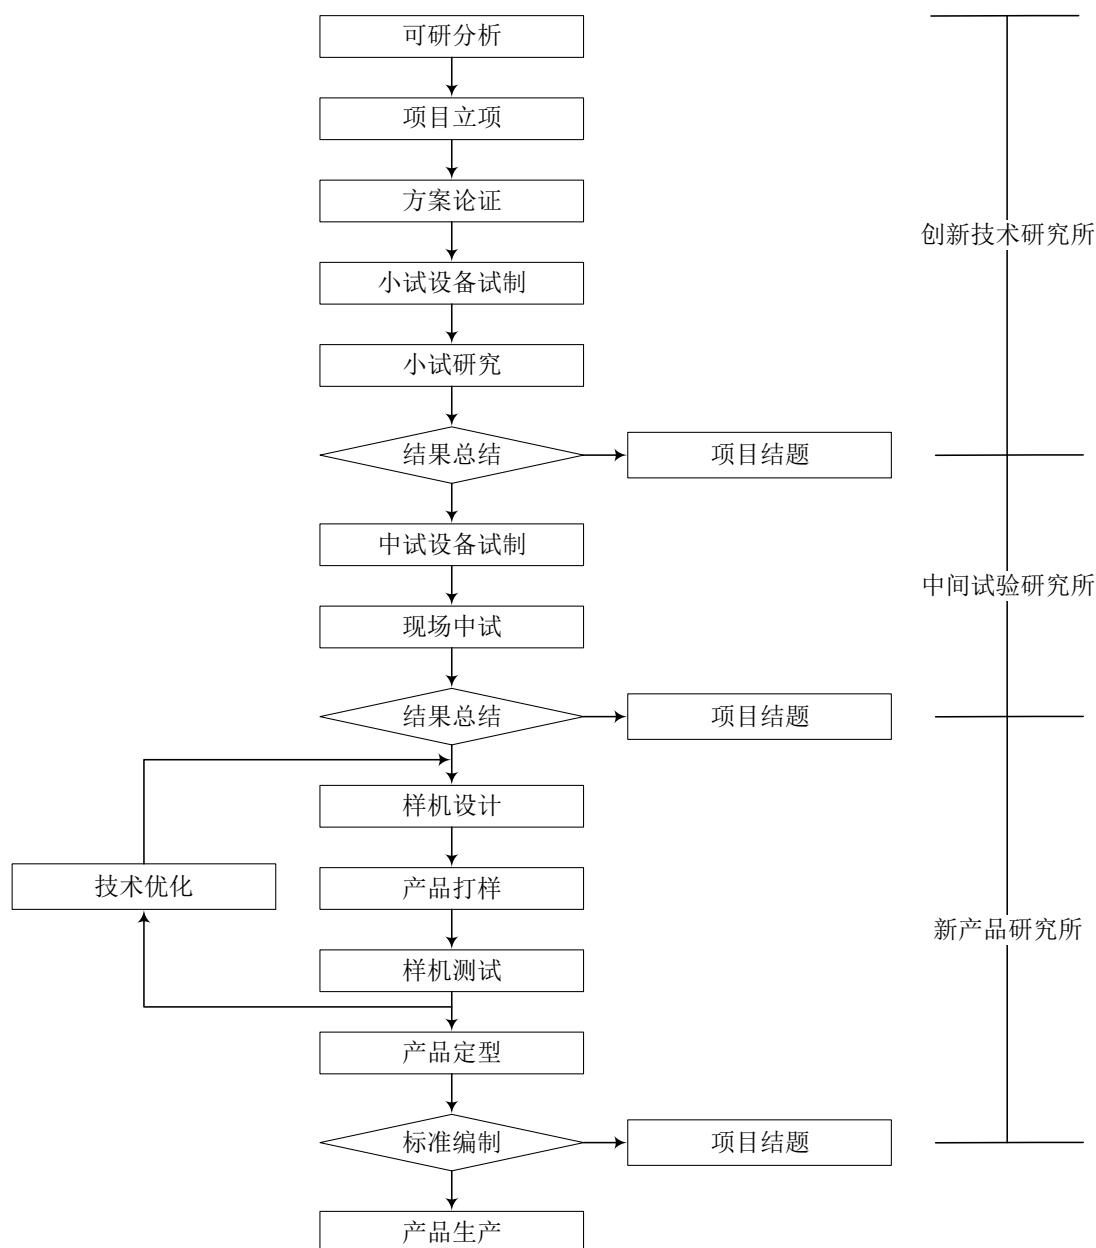 可研分析
项目立项
方案论证
创新技术研究所
小试设备试制
小试研究
结果总结
项目结题
中试设备试制
中间试验研究所
现场中试
结果总结
项目结题
样机设计
技术优化
产品打样
新产品研究所
样机测试
产品定型
标准编制
项目结题
产品生产